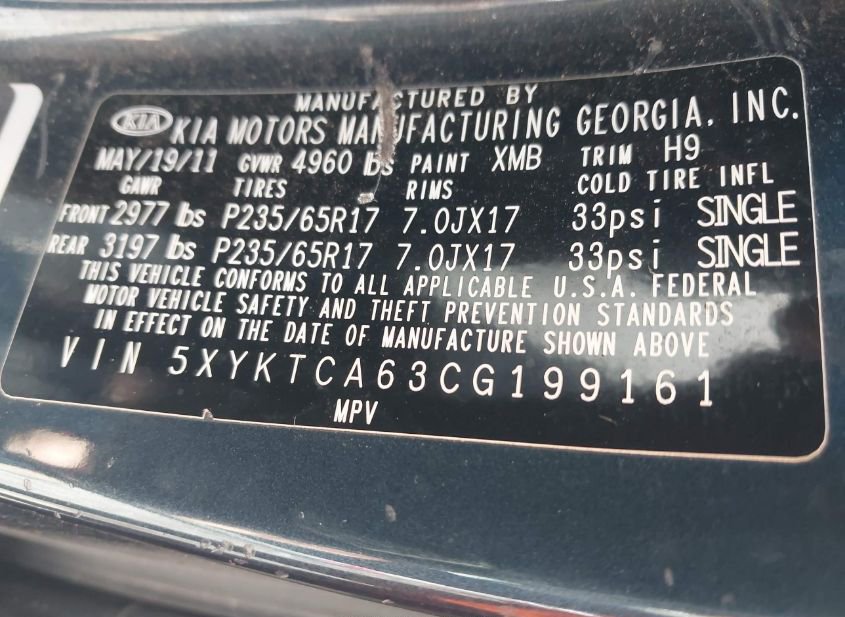 MANUFACTURED BY
KIA KIA MOTORS MANUFACTURING GEORGIA, INC.
MAY/19/11 GVWR 4960 lbs PAINT XMB TRIM H9
GAWR TIRES RIMS COLD TIRE INFL
FRONT 2977 lbs P235/65R17 7.0JX17 33psi SINGLE
REAR 3197 lbs P235/65R17 7.0JX17 33psi SINGLE
THIS VEHICLE CONFORMS TO ALL APPLICABLE U.S.A. FEDERAL
MOTOR VEHICLE SAFETY AND THEFT PREVENTION STANDARDS
IN EFFECT ON THE DATE OF MANUFACTURE SHOWN ABOVE
VIN 5XYKTCA63CG199161
MPV